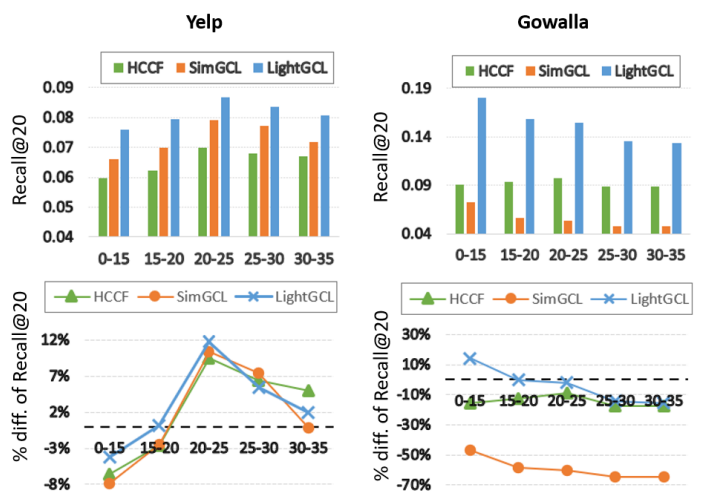 Yelp
HCCF SimGCL LightGCL
Recall@20
0.09
0.08
0.07
0.06
0.05
0.04
0-15 15-20 20-25 25-30 30-35
Gowalla
HCCF SimGCL LightGCL
Recall@20
0.19
0.14
0.09
0.04
0-15 15-20 20-25 25-30 30-35
HCCF SimGCL LightGCL
% diff. of Recall@20
12%
7%
2%
-3%
-8%
0-15 15-20 20-25 25-30 30-35
HCCF SimGCL LightGCL
% diff. of Recall@20
30%
10%
-10%
-30%
-50%
-70%
0-15 15-20 20-25 25-30 30-35